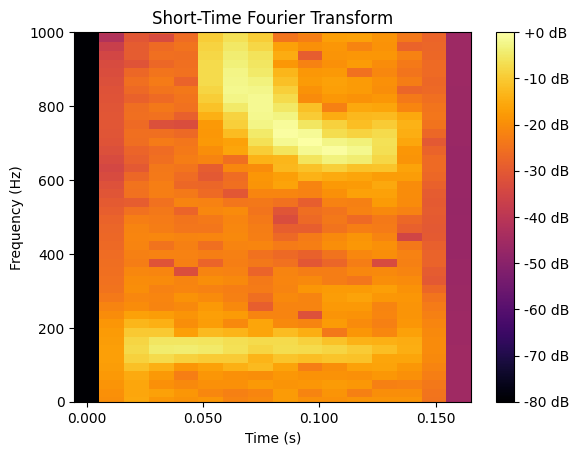 Short-Time Fourier Transform
1000
800
600
400
200
0
Frequency (Hz)
0.000
0.050
0.100
0.150
Time (s)
+0 dB
-10 dB
-20 dB
-30 dB
-40 dB
-50 dB
-60 dB
-70 dB
-80 dB